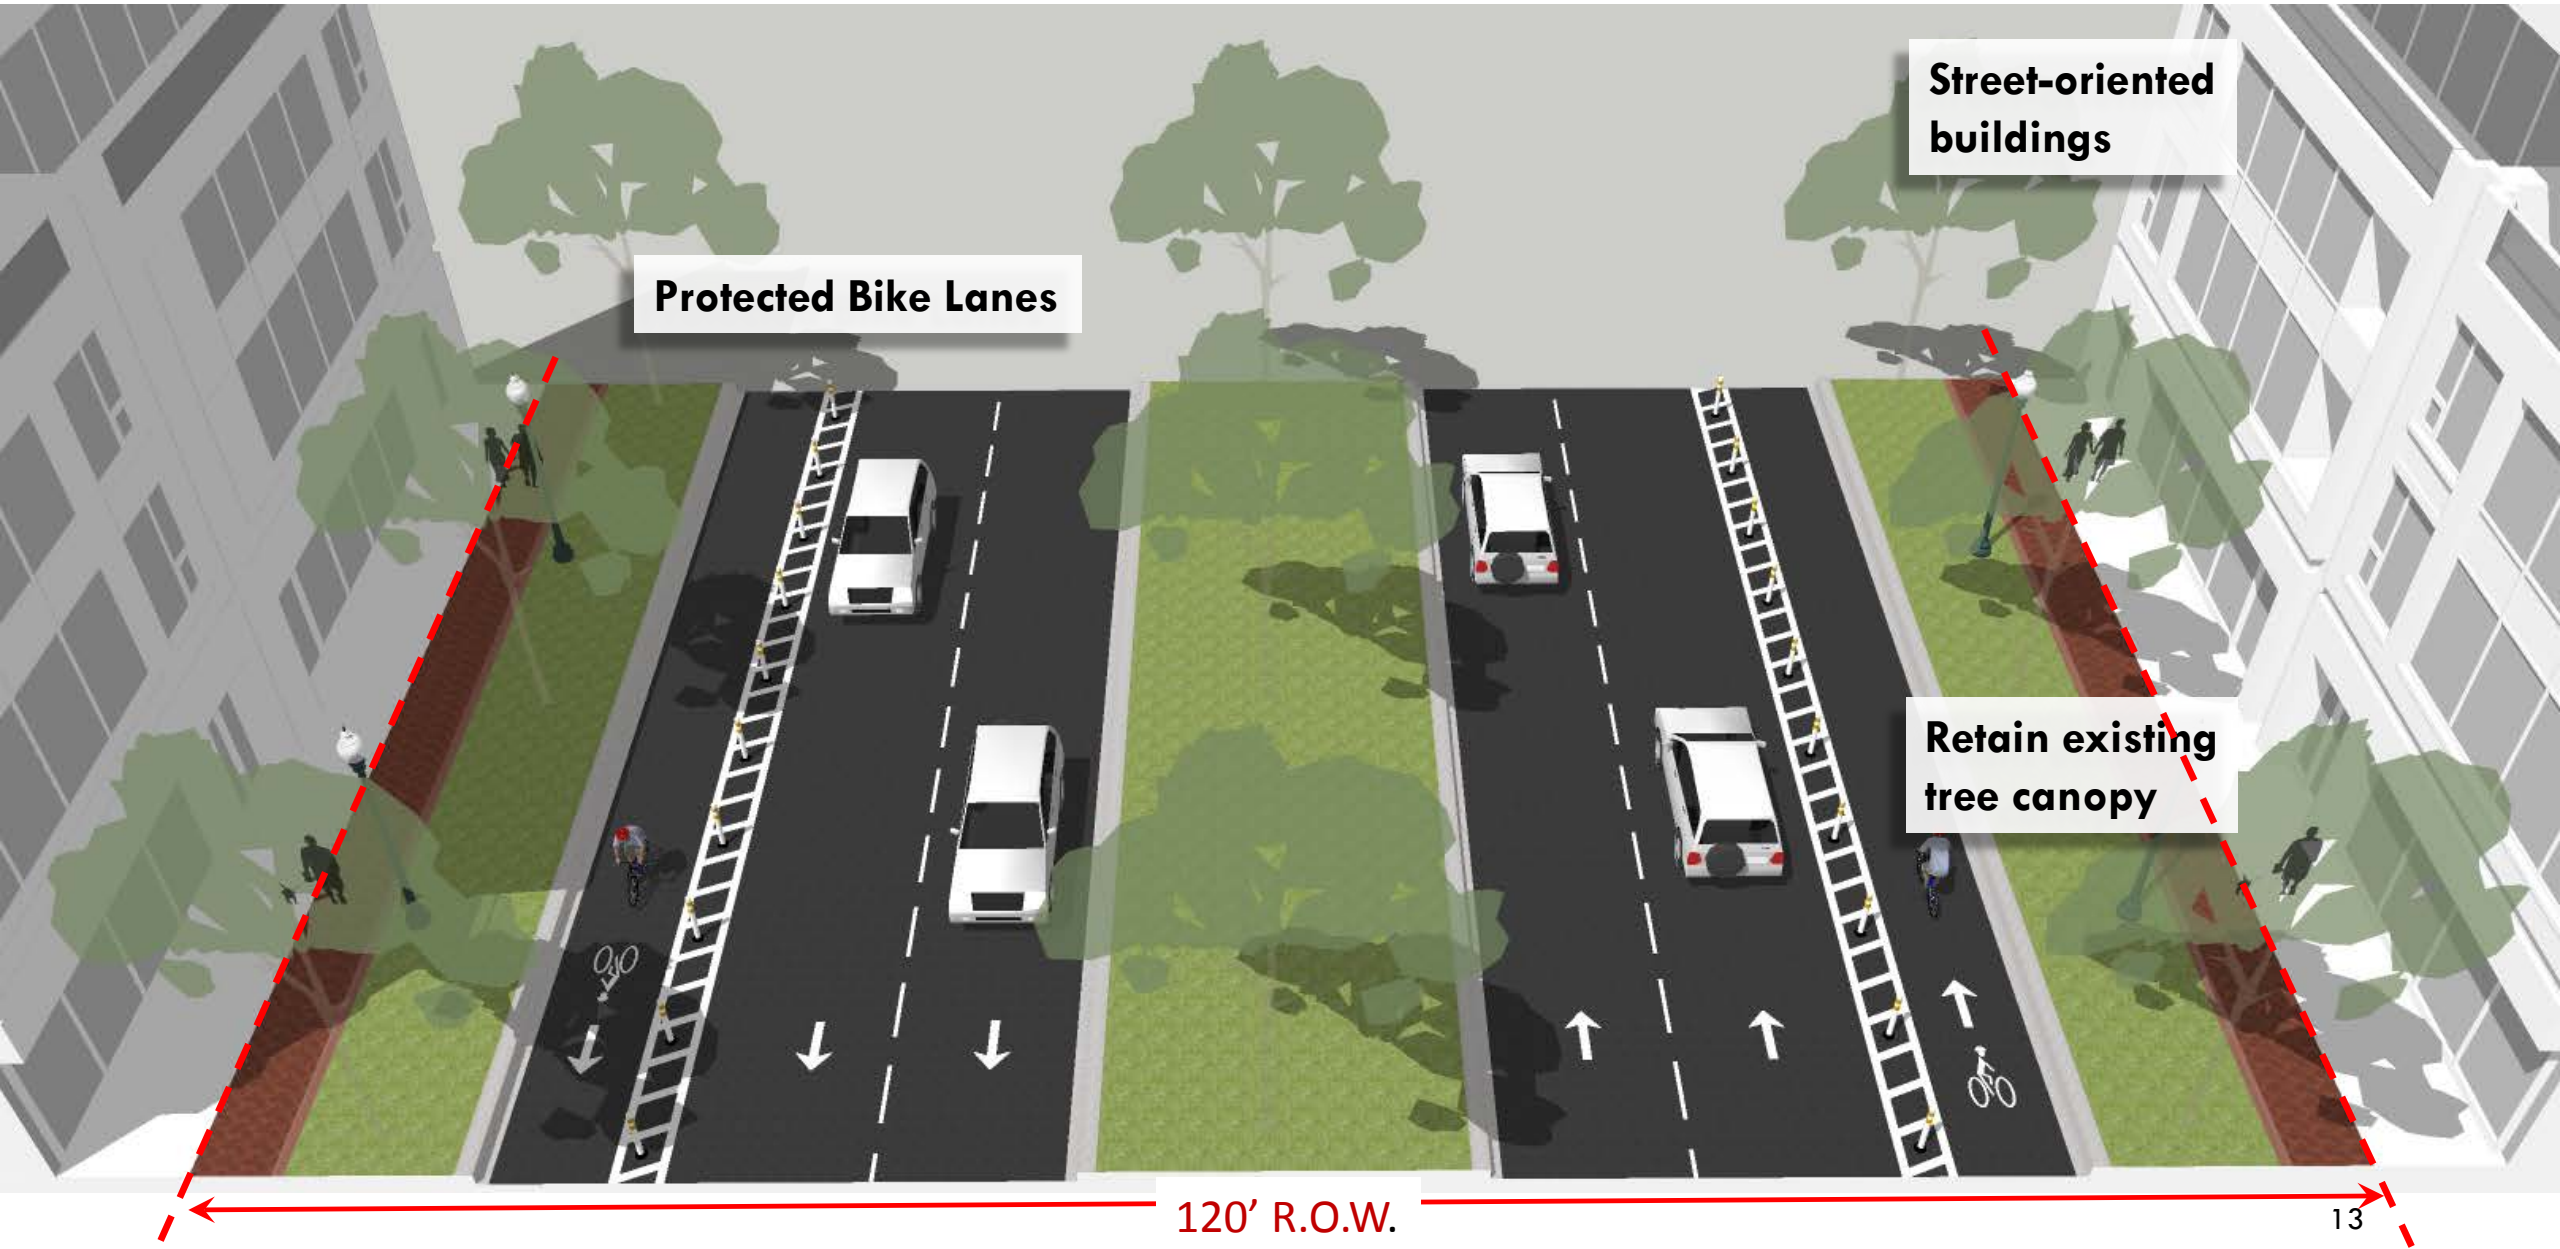 Street-oriented
buildings
Protected Bike Lanes
Retain existing
tree canopy
120’ R.O.W.
13